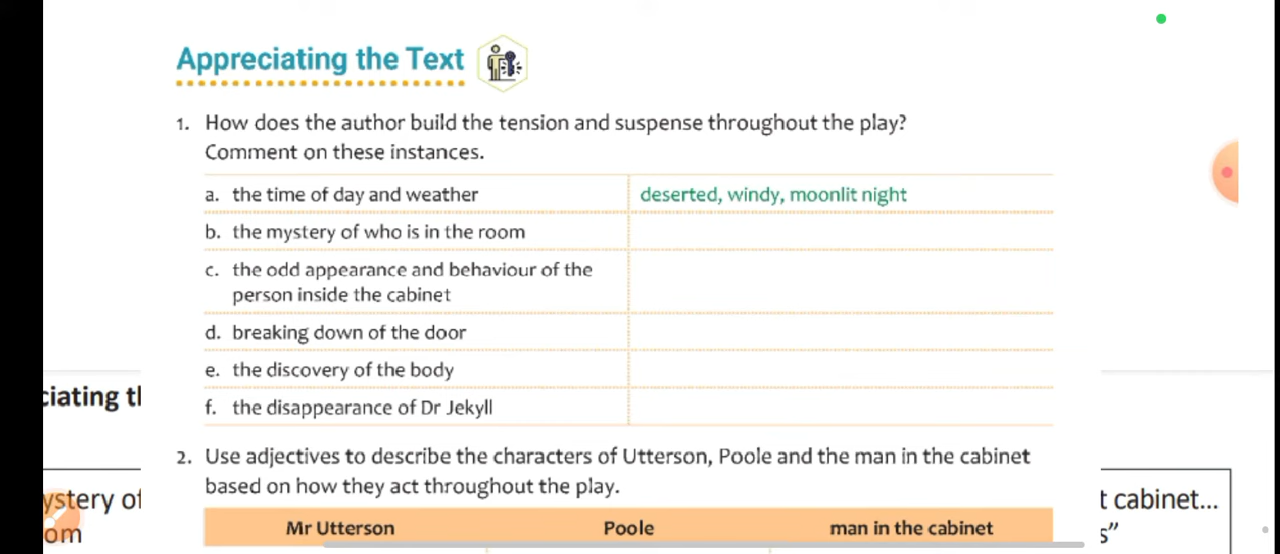 Appreciating the Text
1. How does the author build the tension and suspense throughout the play?
Comment on these instances.
a. the time of day and weather deserted, windy, moonlit night
b. the mystery of who is in the room
c. the odd appearance and behaviour of the
person inside the cabinet
d. breaking down of the door
e. the discovery of the body
ciating th
f. the disappearance of Dr Jekyll
2. Use adjectives to describe the characters of Utterson, Poole and the man in the cabinet
based on how they act throughout the play.
ystery of
t cabinet...
Mr Utterson Poole man in the cabinet
om
s”